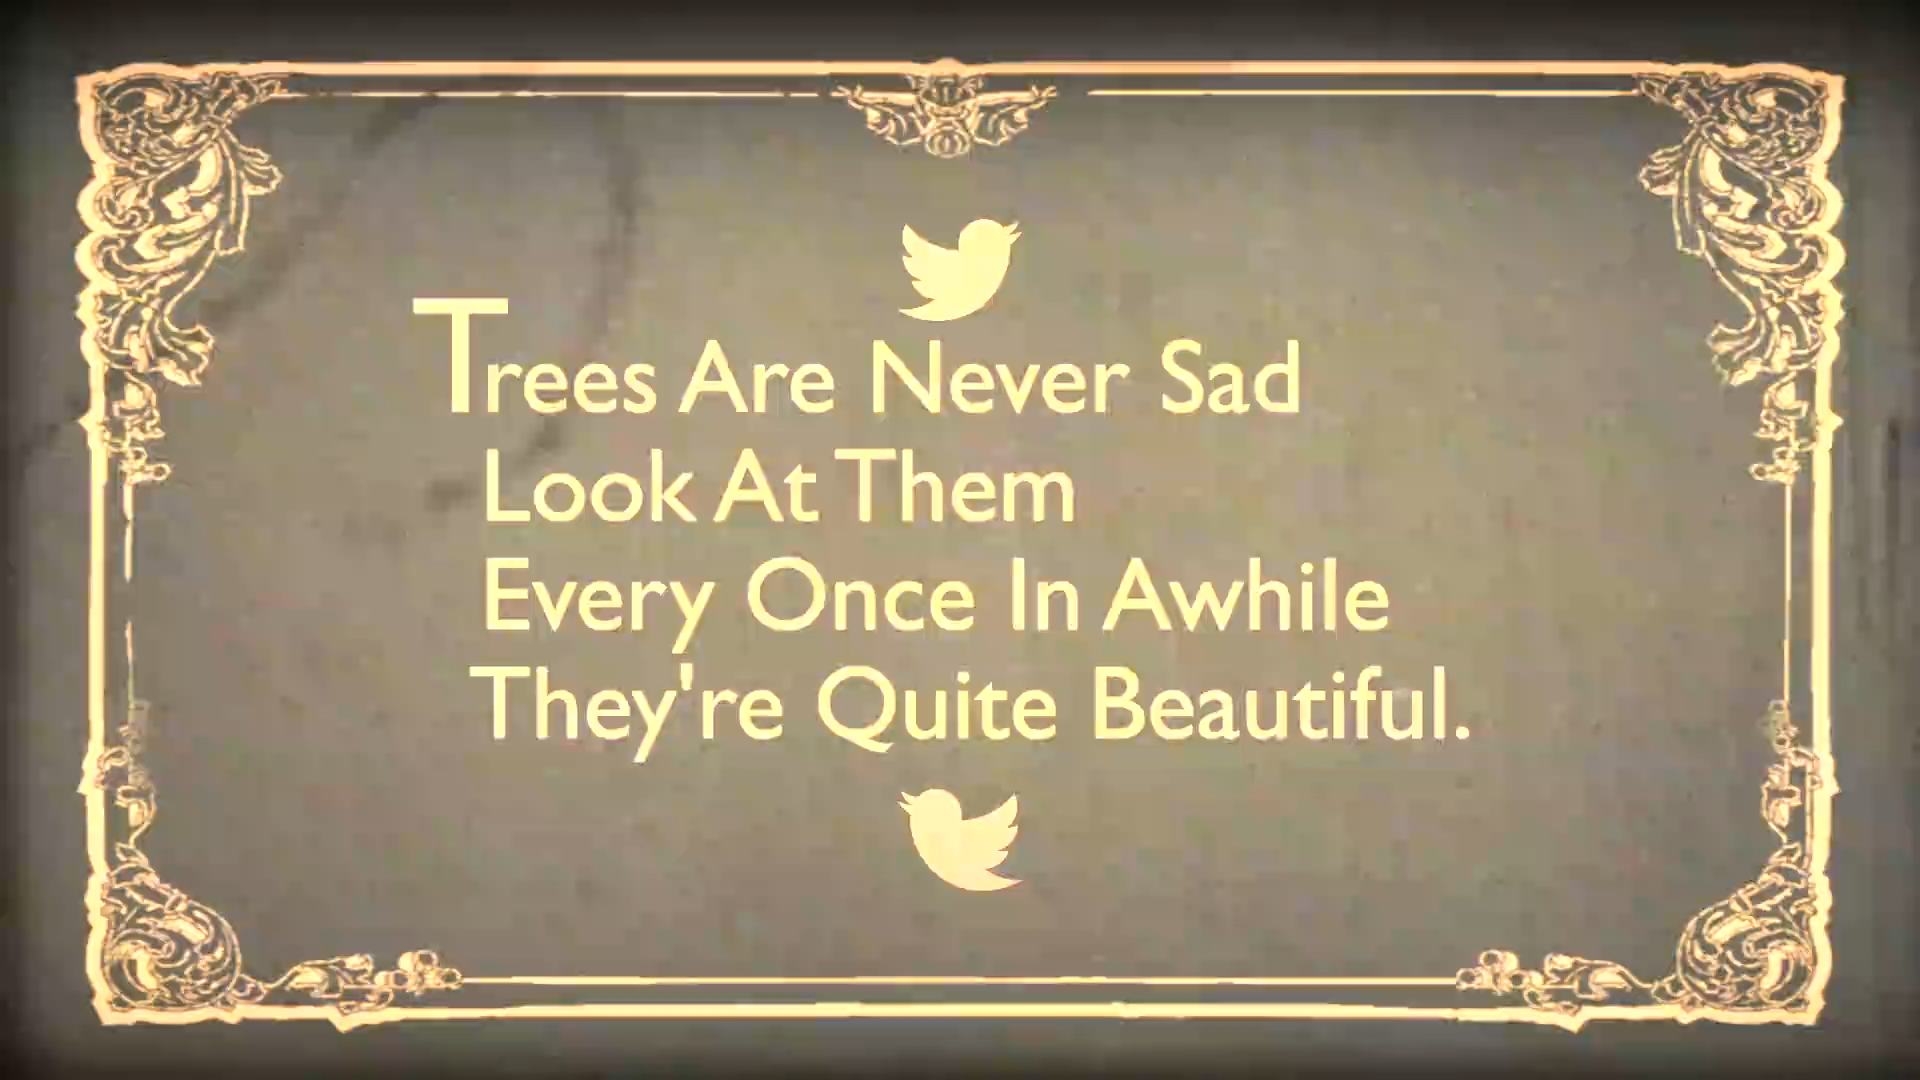 Trees Are Never Sad
Look At Them
Every Once In Awhile
They're Quite Beautiful.